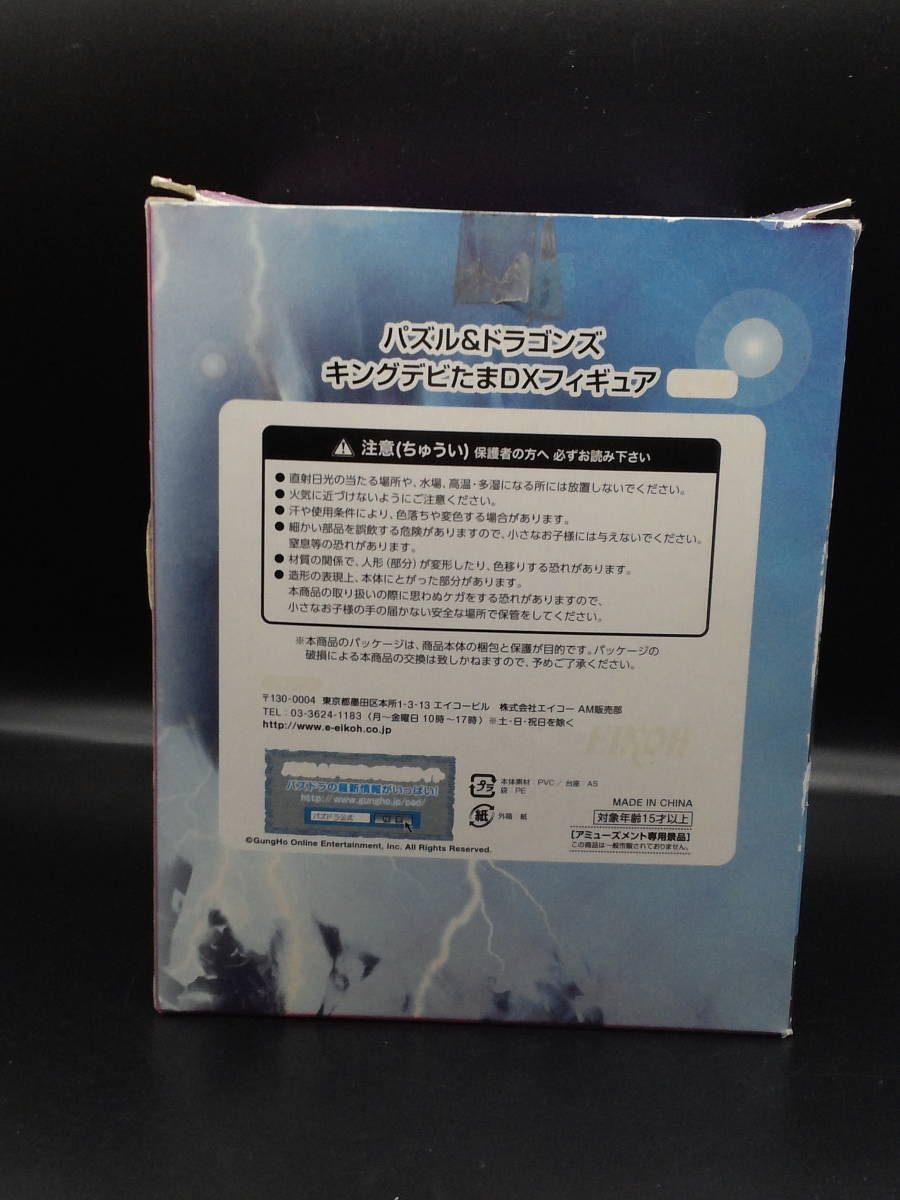 パズル&ドラゴンズ
キングデビたまDXフィギュア
注意(ちゅうい) 保護者の方へ 必ずお読み下さい
●直射日光の当たる場所や、水場、高温・多湿になる所には放置しないでください。
●火気に近づけないようにご注意ください。
●汗や使用条件により、色落ちや変色する場合があります。
●細かい部品を誤飲する危険がありますので、小さなお子様には与えないでください。
窒息等の恐れがあります。
●材質の関係で、人形(部分)が変形したり、色移りする恐れがあります。
●造形の表現上、本体にとがった部分があります。
本商品の取り扱いの際に思わぬケガをする恐れがありますので、
小さなお子様の手の届かない安全な場所で保管をしてください。
※本商品のパッケージは、商品本体の梱包と保護が目的です。パッケージの
破損による本商品の交換は致しかねますので、予めご了承ください。
〒130-0004 東京都墨田区本所1-3-13 エイコービル 株式会社エイコー AM販売部
TEL:03-3624-1183(月〜金曜日 10時〜17時)※土・日・祝日を除く
http://www.e-eikoh.co.jp
パズドラの最新情報がいっぱい!
http://www.gungho.jp/pad/
パズドラ公式
©GungHo Online Entertainment, Inc. All Rights Reserved.
プラ 本体素材:PVC/台座:AS
袋:PE
紙 外箱 紙
MADE IN CHINA
対象年齢15才以上
【アミューズメント専用景品】
この商品は一般市販されておりません。